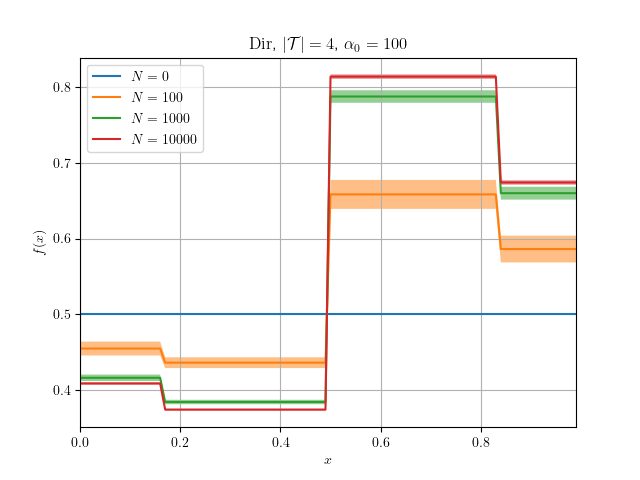 Dir, |𝒯| = 4, α₀ = 100
N = 0
N = 100
N = 1000
N = 10000
f(x)
0.8
0.7
0.6
0.5
0.4
0.0 0.2 0.4 0.6 0.8
x